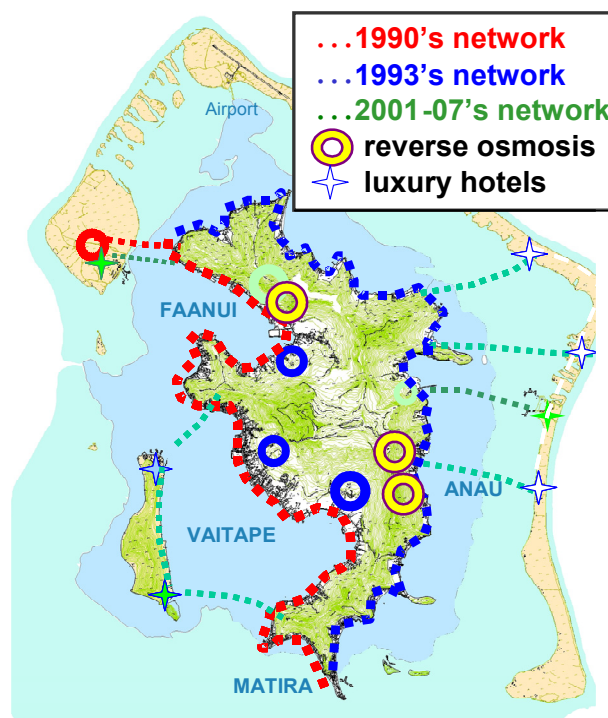 ...1990's network
...1993's network
...2001-07's network
reverse osmosis
luxury hotels
Airport
FAANUI
ANAU
VAITAPE
MATIRA